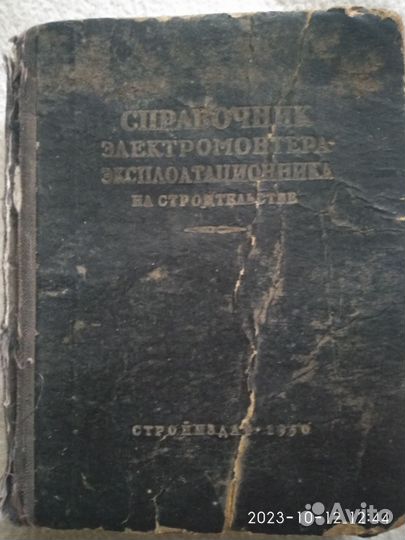 СПРАВОЧНИК
ЭЛЕКТРОМОНТЕРА-
ЭКСПЛОАТАЦИОННИКА
НА СТРОИТЕЛЬСТВЕ
СТРОЙИЗДАТ · 1950
2023-10-12 12:44
Avito